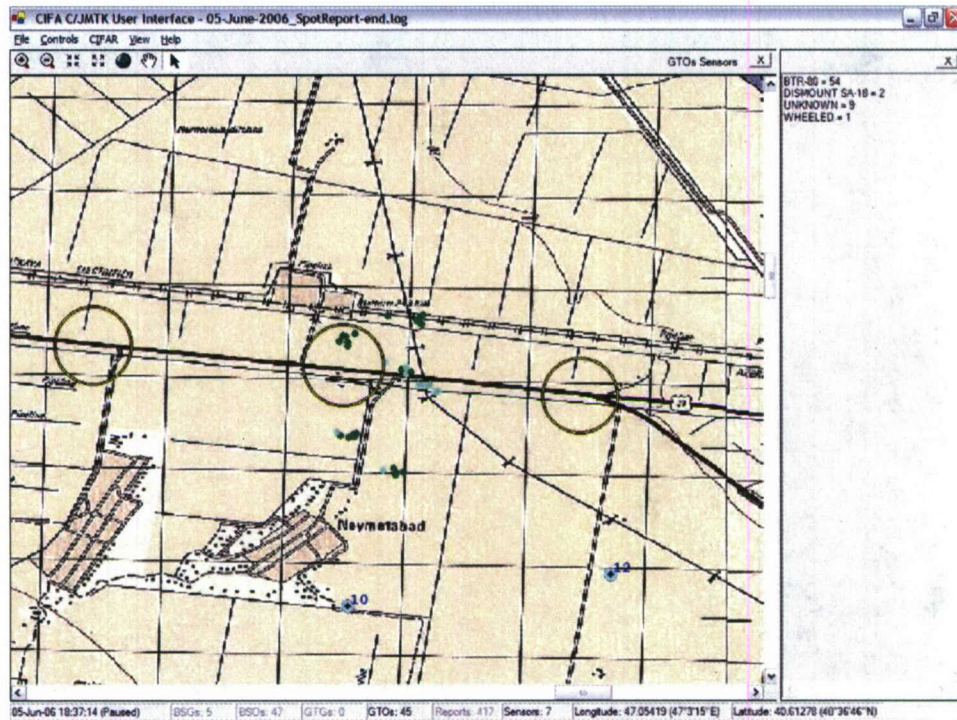 CIFA C/JMTK User Interface - 05-June-2006_SpotReport-end.log
File Controls CIFAR View Help
GTOs Sensors X
X
BTR-80 = 54
DISMOUNT SA-18 = 2
UNKNOWN = 9
WHEELED = 1
29
Neymetabad
12
10
05-Jun-06 18:37:14 (Paused) BSGs: 5 BSOs: 47 GTGs: 0 GTOs: 45 Reports: 417 Sensors: 7 Longitude: 47.05419 (47°3'15"E) Latitude: 40.61278 (40°36'46"N)